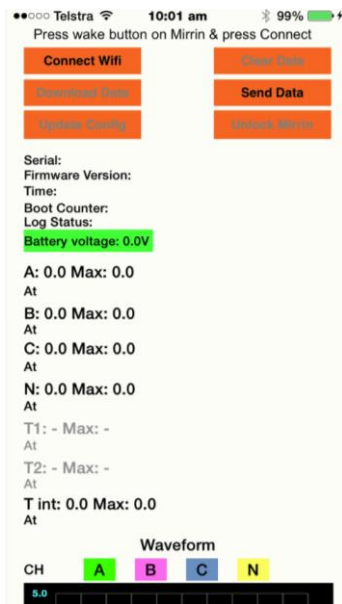 ●●○○○ Telstra 10:01 am 99%
Press wake button on Mirrin & press Connect
Connect Wifi Clear Data
Download Data Send Data
Update Config Unlock Mirrin
Serial:
Firmware Version:
Time:
Boot Counter:
Log Status:
Battery voltage: 0.0V
A: 0.0 Max: 0.0
At
B: 0.0 Max: 0.0
At
C: 0.0 Max: 0.0
At
N: 0.0 Max: 0.0
At
T1: - Max: -
At
T2: - Max: -
At
T int: 0.0 Max: 0.0
At
Waveform
CH A B C N
5.0